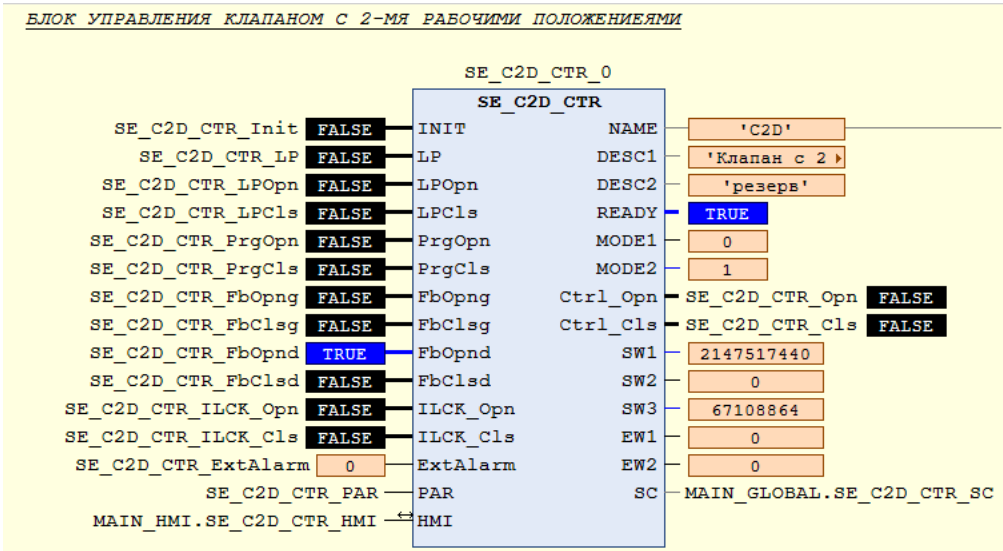 БЛОК УПРАВЛЕНИЯ КЛАПАНОМ С 2-МЯ РАБОЧИМИ ПОЛОЖЕНИЕЯМИ
SE_C2D_CTR_0
SE_C2D_CTR
SE_C2D_CTR_Init FALSE INIT NAME 'C2D'
SE_C2D_CTR_LP FALSE LP DESC1 'Клапан с 2
SE_C2D_CTR_LPOpn FALSE LPOpn DESC2 'резерв'
SE_C2D_CTR_LPCls FALSE LPCls READY TRUE
SE_C2D_CTR_PrgOpn FALSE PrgOpn MODE1 0
SE_C2D_CTR_PrgCls FALSE PrgCls MODE2 1
SE_C2D_CTR_FbOpng FALSE FbOpng Ctrl_Opn SE_C2D_CTR_Opn FALSE
SE_C2D_CTR_FbClsg FALSE FbClsg Ctrl_Cls SE_C2D_CTR_Cls FALSE
SE_C2D_CTR_FbOpnd TRUE FbOpnd SW1 2147517440
SE_C2D_CTR_FbClsd FALSE FbClsd SW2 0
SE_C2D_CTR_ILCK_Opn FALSE ILCK_Opn SW3 67108864
SE_C2D_CTR_ILCK_Cls FALSE ILCK_Cls EW1 0
SE_C2D_CTR_ExtAlarm 0 ExtAlarm EW2 0
SE_C2D_CTR_PAR PAR SC MAIN_GLOBAL.SE_C2D_CTR_SC
MAIN_HMI.SE_C2D_CTR_HMI HMI